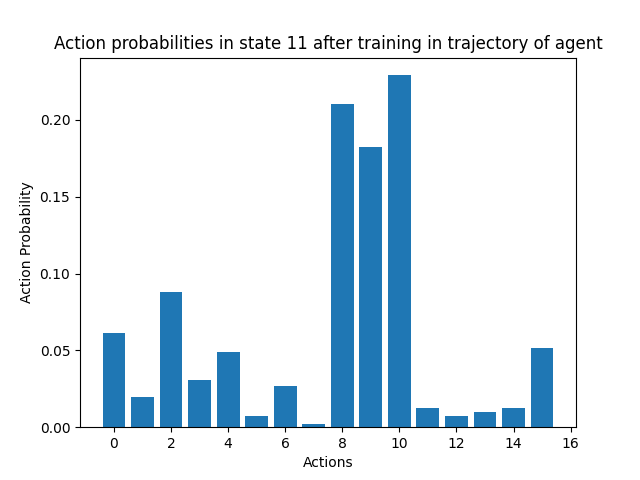 Action probabilities in state 11 after training in trajectory of agent
Action Probability
0.20
0.15
0.10
0.05
0.00
0 2 4 6 8 10 12 14 16
Actions